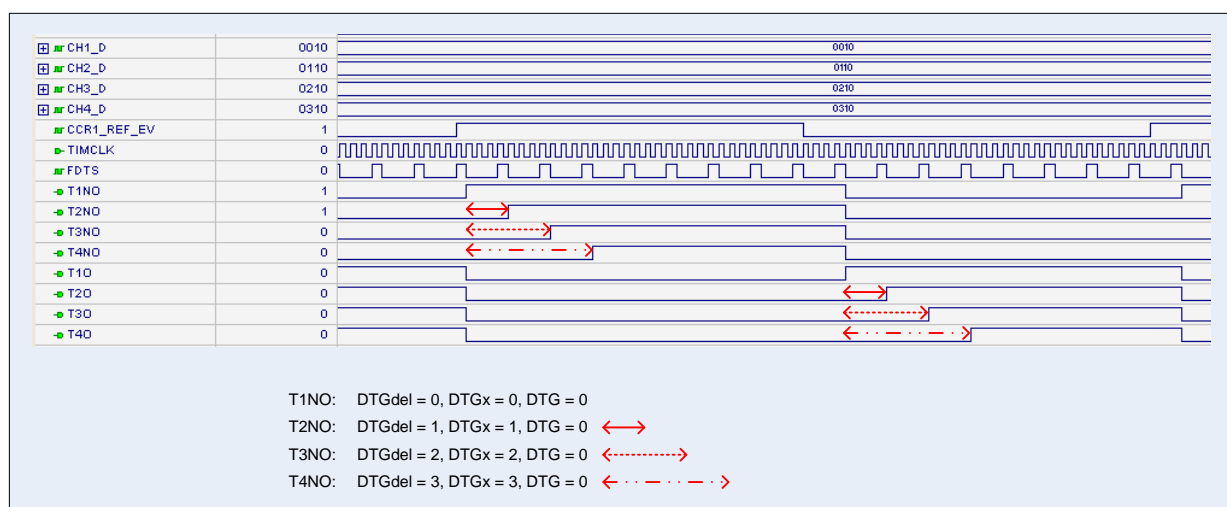 CH1_D 0010 0010
CH2_D 0110 0110
CH3_D 0210 0210
CH4_D 0310 0310
CCR1_REF_EV 1
TIMCLK 0
FDTS 0
T1NO 1
T2NO 1
T3NO 0
T4NO 0
T1O 0
T2O 0
T3O 0
T4O 0
T1NO: DTGdel = 0, DTGx = 0, DTG = 0
T2NO: DTGdel = 1, DTGx = 1, DTG = 0
T3NO: DTGdel = 2, DTGx = 2, DTG = 0
T4NO: DTGdel = 3, DTGx = 3, DTG = 0